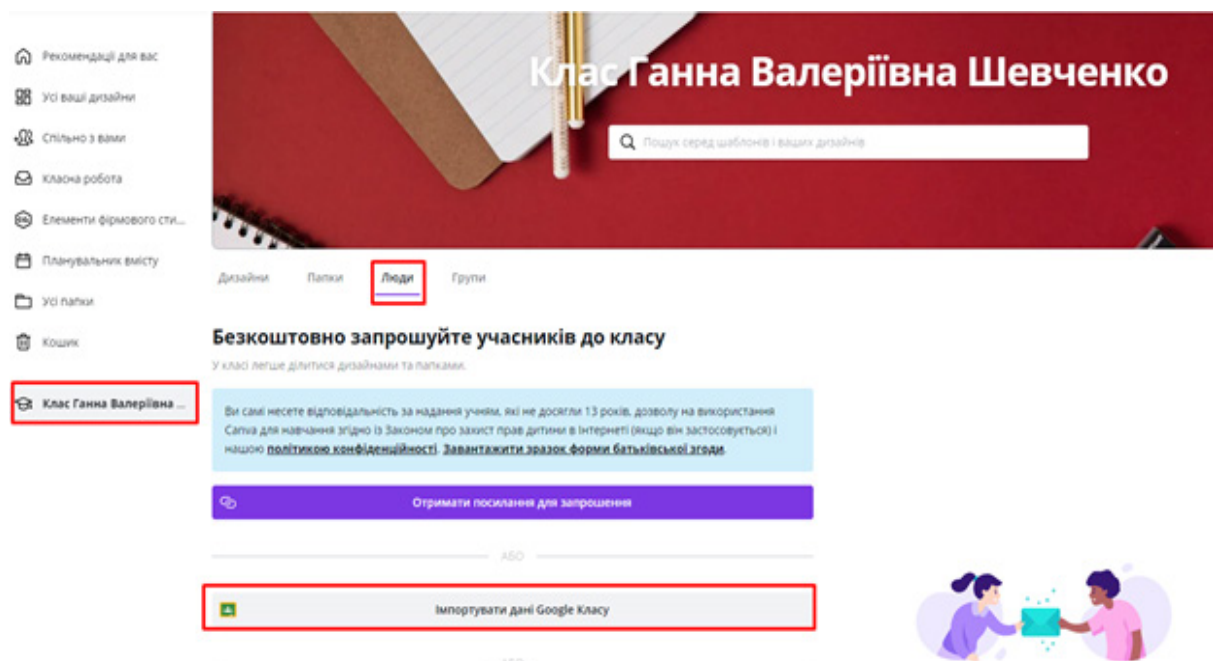 Рекомендації для вас
Усі ваші дизайни
Спільно з вами
Класна робота
Елементи фірмового сти...
Планувальник вмісту
Усі папки
Кошик
Клас Ганна Валеріївна ...
Клас Ганна Валеріївна Шевченко
Пошук серед шаблонів і ваших дизайнів
Дизайни Папки Люди Групи
Безкоштовно запрошуйте учасників до класу
У класі легше ділитися дизайнами та папками.
Ви самі несете відповідальність за надання учням, які не досягли 13 років, дозволу на використання
Canva для навчання згідно із Законом про захист прав дитини в Інтернеті (якщо він застосовується) і
нашою політикою конфіденційності. Завантажити зразок форми батьківської згоди.
Отримати посилання для запрошення
АБО
Імпортувати дані Google Класу
АБО